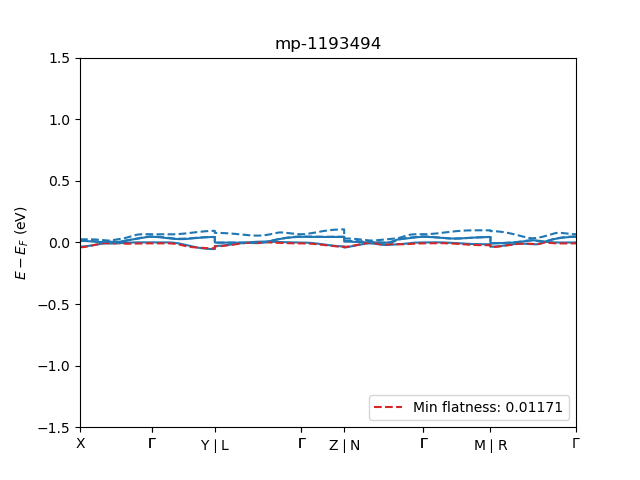 mp-1193494
1.5
1.0
0.5
0.0
−0.5
−1.0
−1.5
E − E_F (eV)
Min flatness: 0.01171
X Γ Y | L Γ Z | N Γ M | R Γ